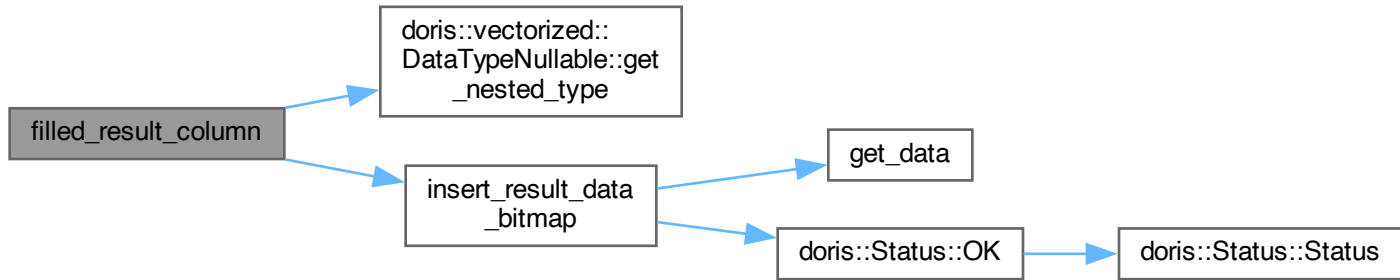 filled_result_column
doris::vectorized::
DataTypeNullable::get
_nested_type
insert_result_data
_bitmap
get_data
doris::Status::OK
doris::Status::Status